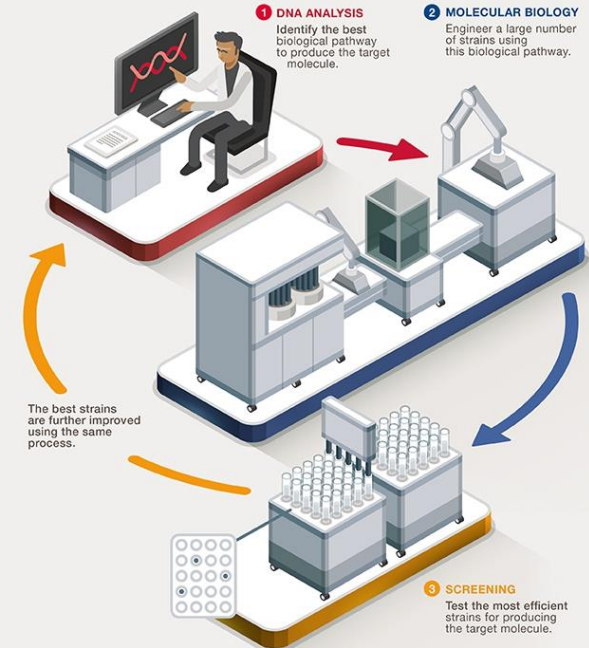 1 DNA ANALYSIS
Identify the best
biological pathway
to produce the target
molecule.
2 MOLECULAR BIOLOGY
Engineer a large number
of strains using
this biological pathway.
The best strains
are further improved
using the same
process.
3 SCREENING
Test the most efficient
strains for producing
the target molecule.